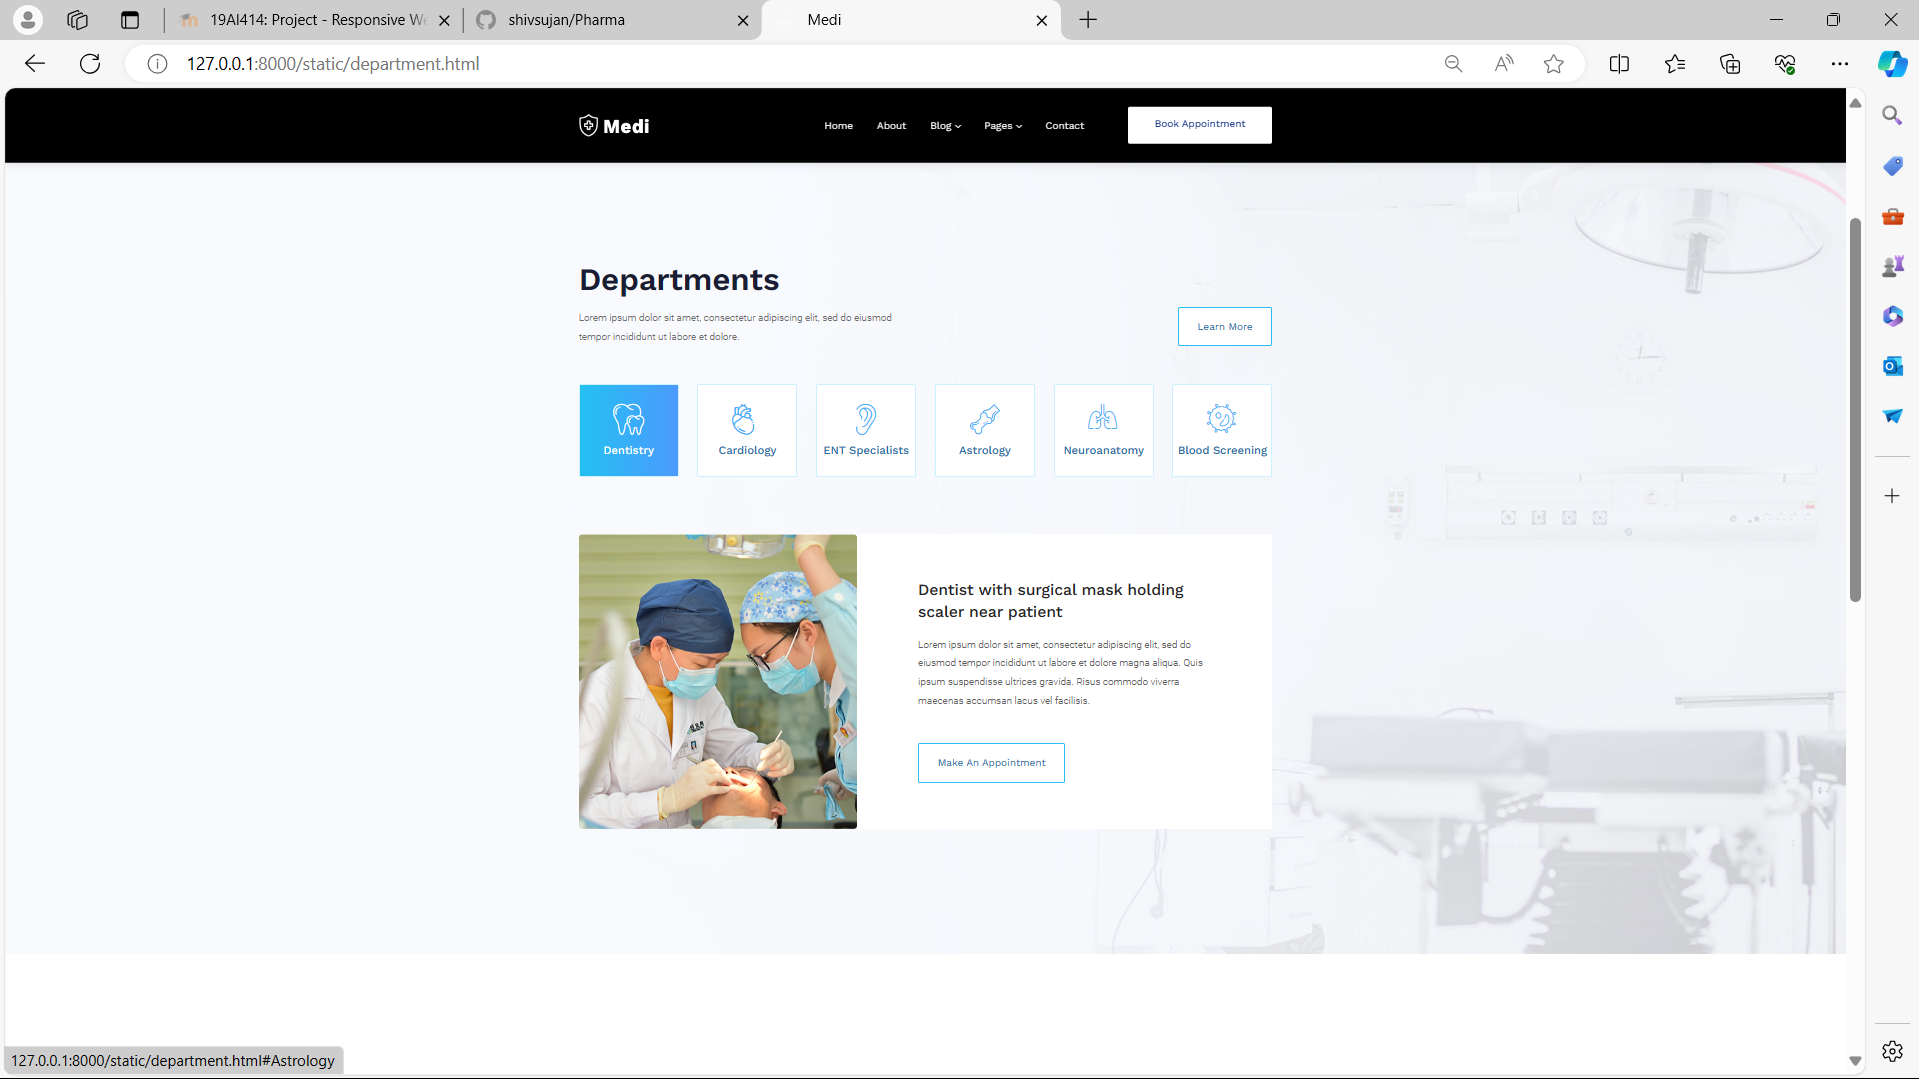 19AI414: Project - Responsive We
shivsujan/Pharma
Medi
127.0.0.1:8000/static/department.html
Medi
Home About Blog Pages Contact Book Appointment
Departments
Lorem ipsum dolor sit amet, consectetur adipiscing elit, sed do eiusmod
tempor incididunt ut labore et dolore.
Learn More
Dentistry Cardiology ENT Specialists Astrology Neuroanatomy Blood Screening
Dentist with surgical mask holding
scaler near patient
Lorem ipsum dolor sit amet, consectetur adipiscing elit, sed do
eiusmod tempor incididunt ut labore et dolore magna aliqua. Quis
ipsum suspendisse ultrices gravida. Risus commodo viverra
maecenas accumsan lacus vel facilisis.
Make An Appointment
127.0.0.1:8000/static/department.html#Astrology